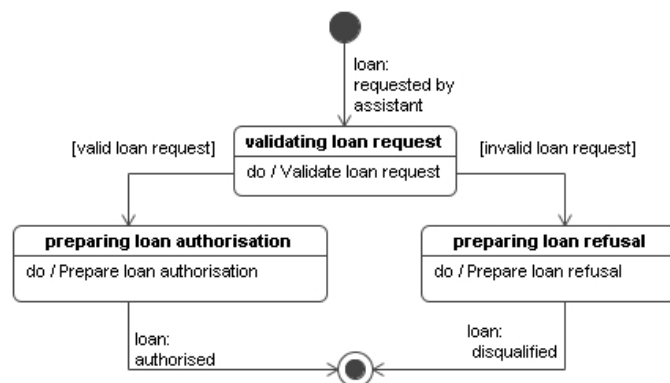 loan:
requested by
assistant
[valid loan request]
validating loan request
[invalid loan request]
do / Validate loan request
preparing loan authorisation
preparing loan refusal
do / Prepare loan authorisation
do / Prepare loan refusal
loan:
authorised
loan:
disqualified